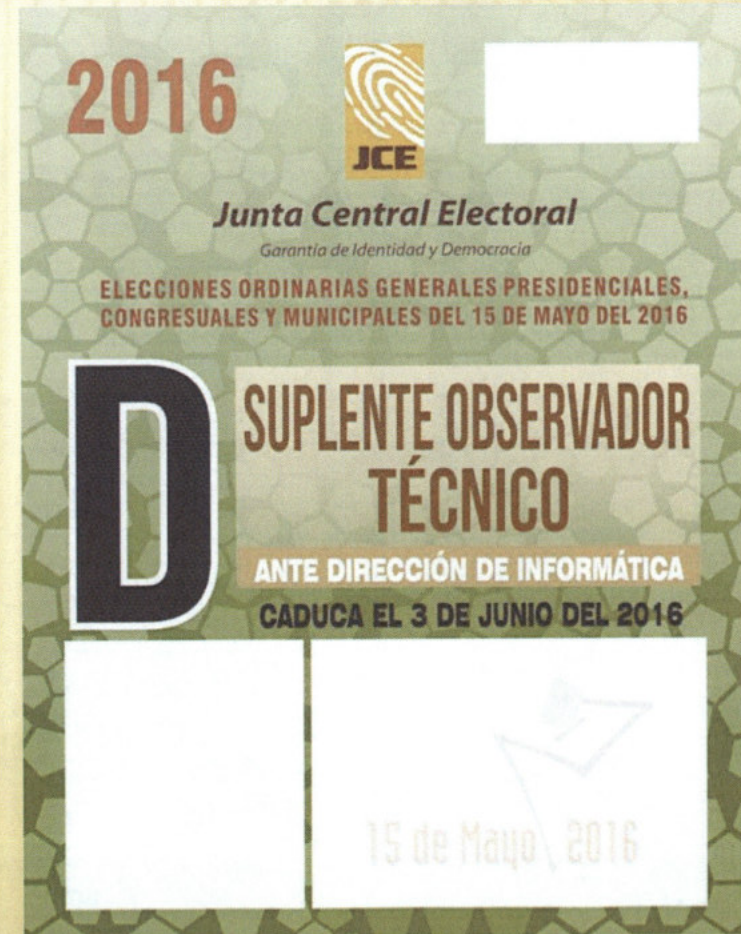 2016
JCE
Junta Central Electoral
Garantía de Identidad y Democracia
ELECCIONES ORDINARIAS GENERALES PRESIDENCIALES,
CONGRESUALES Y MUNICIPALES DEL 15 DE MAYO DEL 2016
D
SUPLENTE OBSERVADOR
TÉCNICO
ANTE DIRECCIÓN DE INFORMÁTICA
CADUCA EL 3 DE JUNIO DEL 2016
15 de Mayo 2016